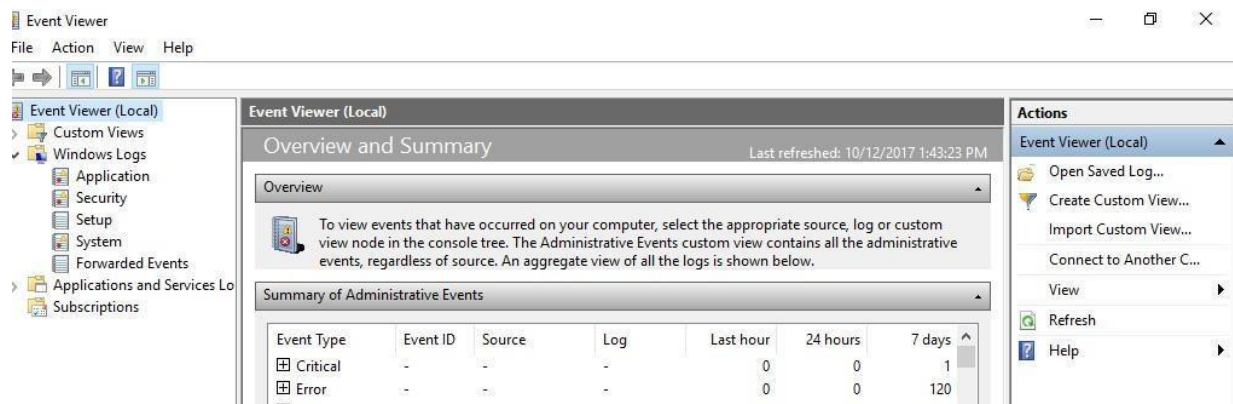 Event Viewer
File Action View Help
Event Viewer (Local)
Custom Views
Windows Logs
Application
Security
Setup
System
Forwarded Events
Applications and Services Lo
Subscriptions
Event Viewer (Local)
Overview and Summary Last refreshed: 10/12/2017 1:43:23 PM
Overview
To view events that have occurred on your computer, select the appropriate source, log or custom
view node in the console tree. The Administrative Events custom view contains all the administrative
events, regardless of source. An aggregate view of all the logs is shown below.
Summary of Administrative Events
Event Type Event ID Source Log Last hour 24 hours 7 days
Critical - - - 0 0 1
Error - - - 0 0 120
Actions
Event Viewer (Local)
Open Saved Log...
Create Custom View...
Import Custom View...
Connect to Another C...
View
Refresh
Help